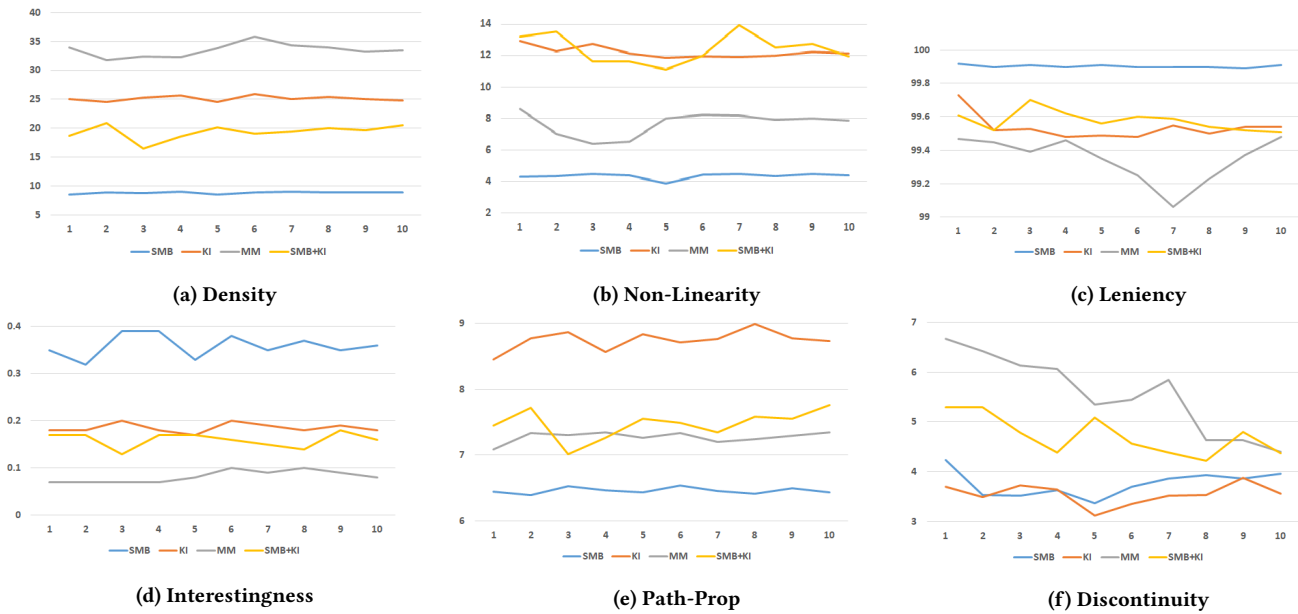 40
35
30
25
20
15
10
5
1 2 3 4 5 6 7 8 9 10
SMB KI MM SMB+KI
(a) Density
14
12
10
8
6
4
2
1 2 3 4 5 6 7 8 9 10
SMB KI MM SMB+KI
(b) Non-Linearity
100
99.8
99.6
99.4
99.2
99
1 2 3 4 5 6 7 8 9 10
SMB KI MM SMB+KI
(c) Leniency
0.4
0.3
0.2
0.1
0
1 2 3 4 5 6 7 8 9 10
SMB KI MM SMB+KI
(d) Interestingness
9
8
7
6
1 2 3 4 5 6 7 8 9 10
SMB KI MM SMB+KI
(e) Path-Prop
7
6
5
4
3
1 2 3 4 5 6 7 8 9 10
SMB KI MM SMB+KI
(f) Discontinuity